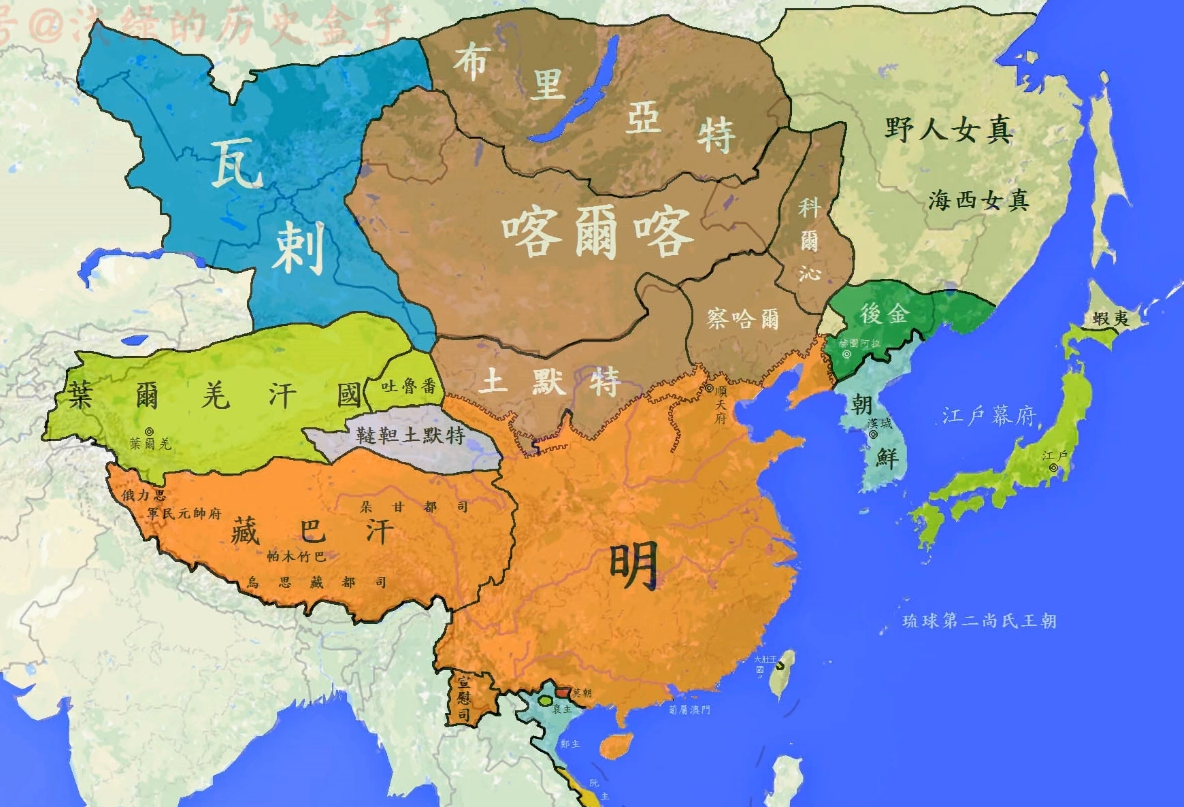 号@淡绿的历史盒子
布里亞特
瓦剌
野人女真
海西女真
喀爾喀
科爾沁
察哈爾
後金
赫圖阿拉
蝦夷
土默特
順天府
葉爾羌汗國
吐魯番
葉爾羌
韃靼土默特
朝鮮
漢城
江戶幕府
江戶
俄力思
軍民元帥府
朵甘都司
藏巴汗
帕木竹巴
烏思藏都司
明
琉球第二尚氏王朝
大肚王國
宣慰司
莫朝
裒主
鄭主
葡屬澳門
阮主